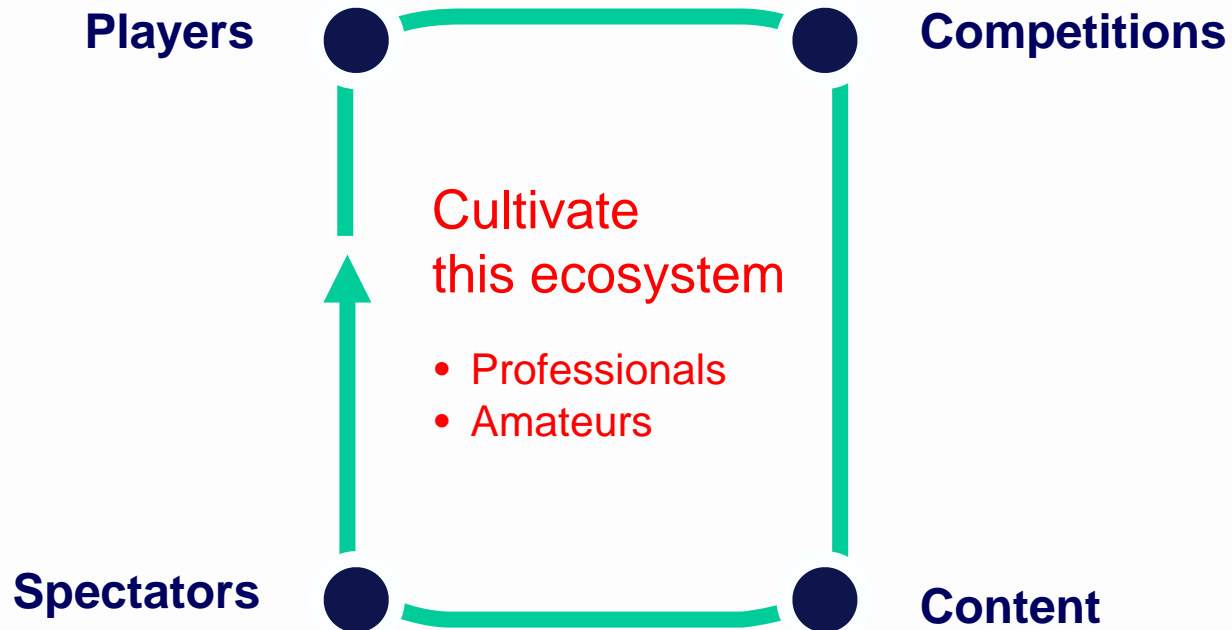 Players
Competitions
Cultivate
this ecosystem
• Professionals
• Amateurs
Spectators
Content